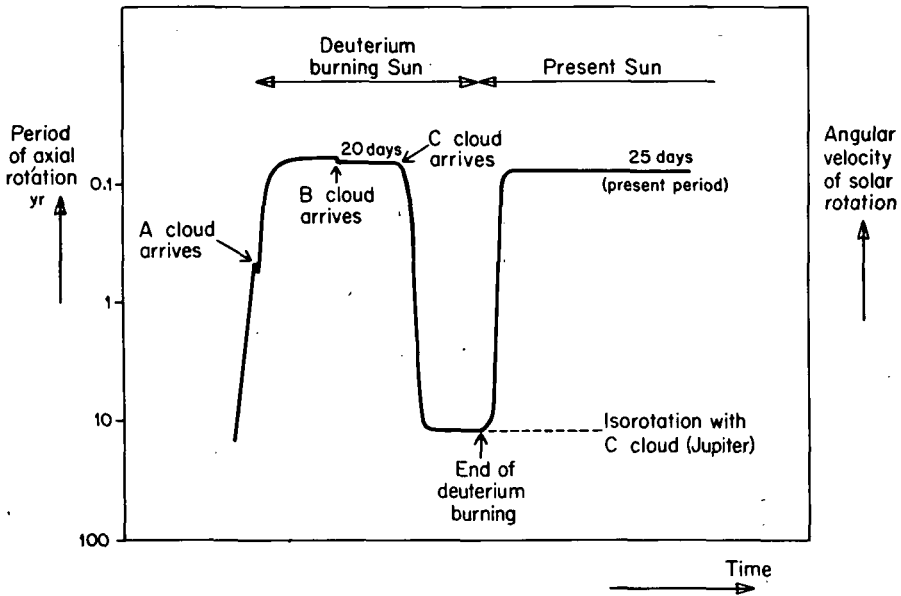 Deuterium
burning Sun
Present Sun
Period
of axial
rotation
yr
0.1
1
10
100
A cloud
arrives
B cloud
arrives
20 days
C cloud
arrives
25 days
(present period)
Angular
velocity
of solar
rotation
Isorotation with
C cloud (Jupiter)
End of
deuterium
burning
Time